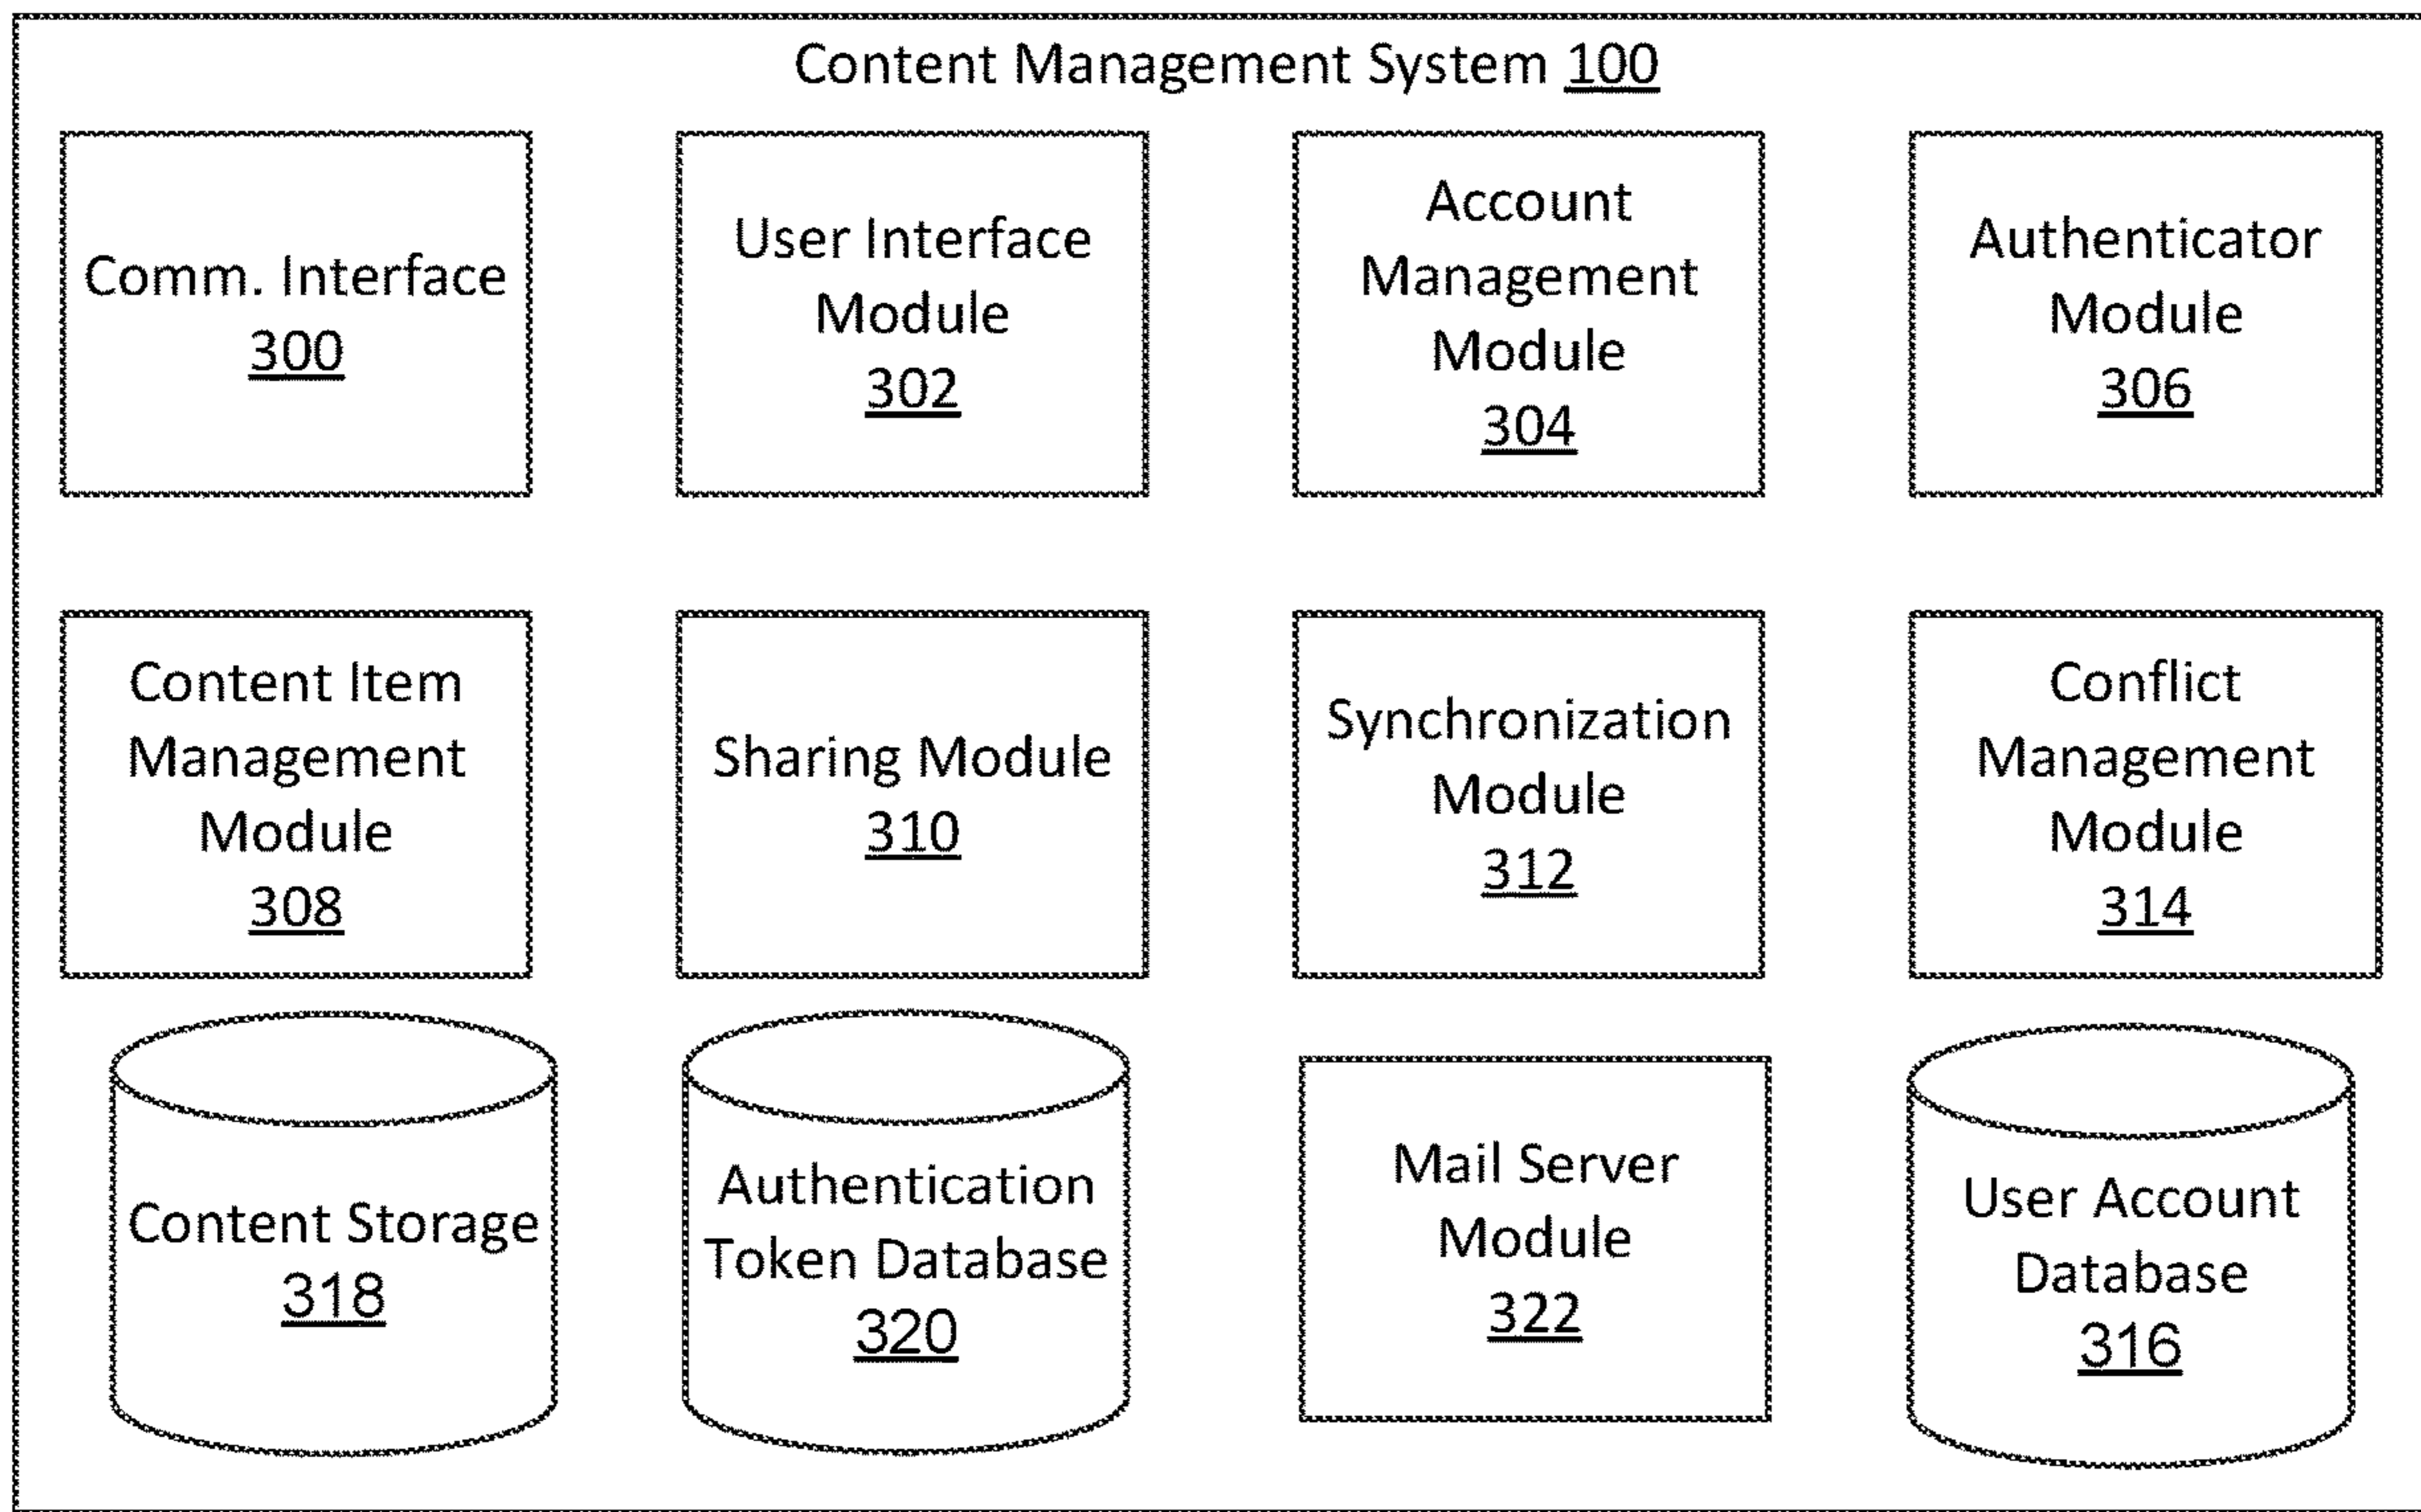 Content Management System 100
Comm. Interface
300
User Interface
Module
302
Account
Management
Module
304
Authenticator
Module
306
Content Item
Management
Module
308
Sharing Module
310
Synchronization
Module
312
Conflict
Management
Module
314
Content Storage
318
Authentication
Token Database
320
Mail Server
Module
322
User Account
Database
316